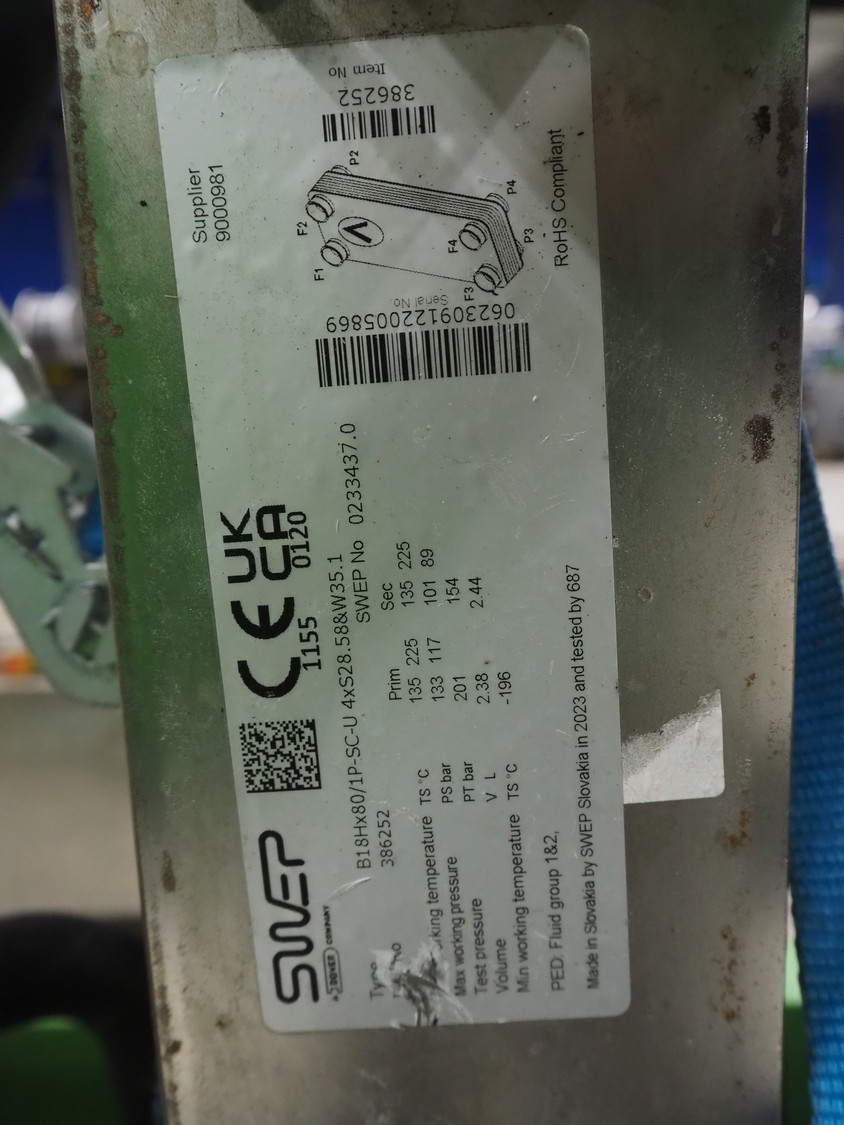 SWEP
A DOVER COMPANY
1155
UK
CA
0120
Supplier
9000981
B18Hx80/1P-SC-U 4xS28.58&W35.1
386252
SWEP No 0233437.0
Prim Sec
working temperature TS °C 135 225 135 225
Max working pressure PS bar 133 117 101 89
Test pressure PT bar 201 154
Volume V L 2.38 2.44
Min working temperature TS °C -196
PED: Fluid group 1&2,
Made in Slovakia by SWEP Slovakia in 2023 and tested by 687
Item No
386252
F1
F2
P2
F3
F4
P3
P4
Serial No.
062309122005869
RoHS Compliant